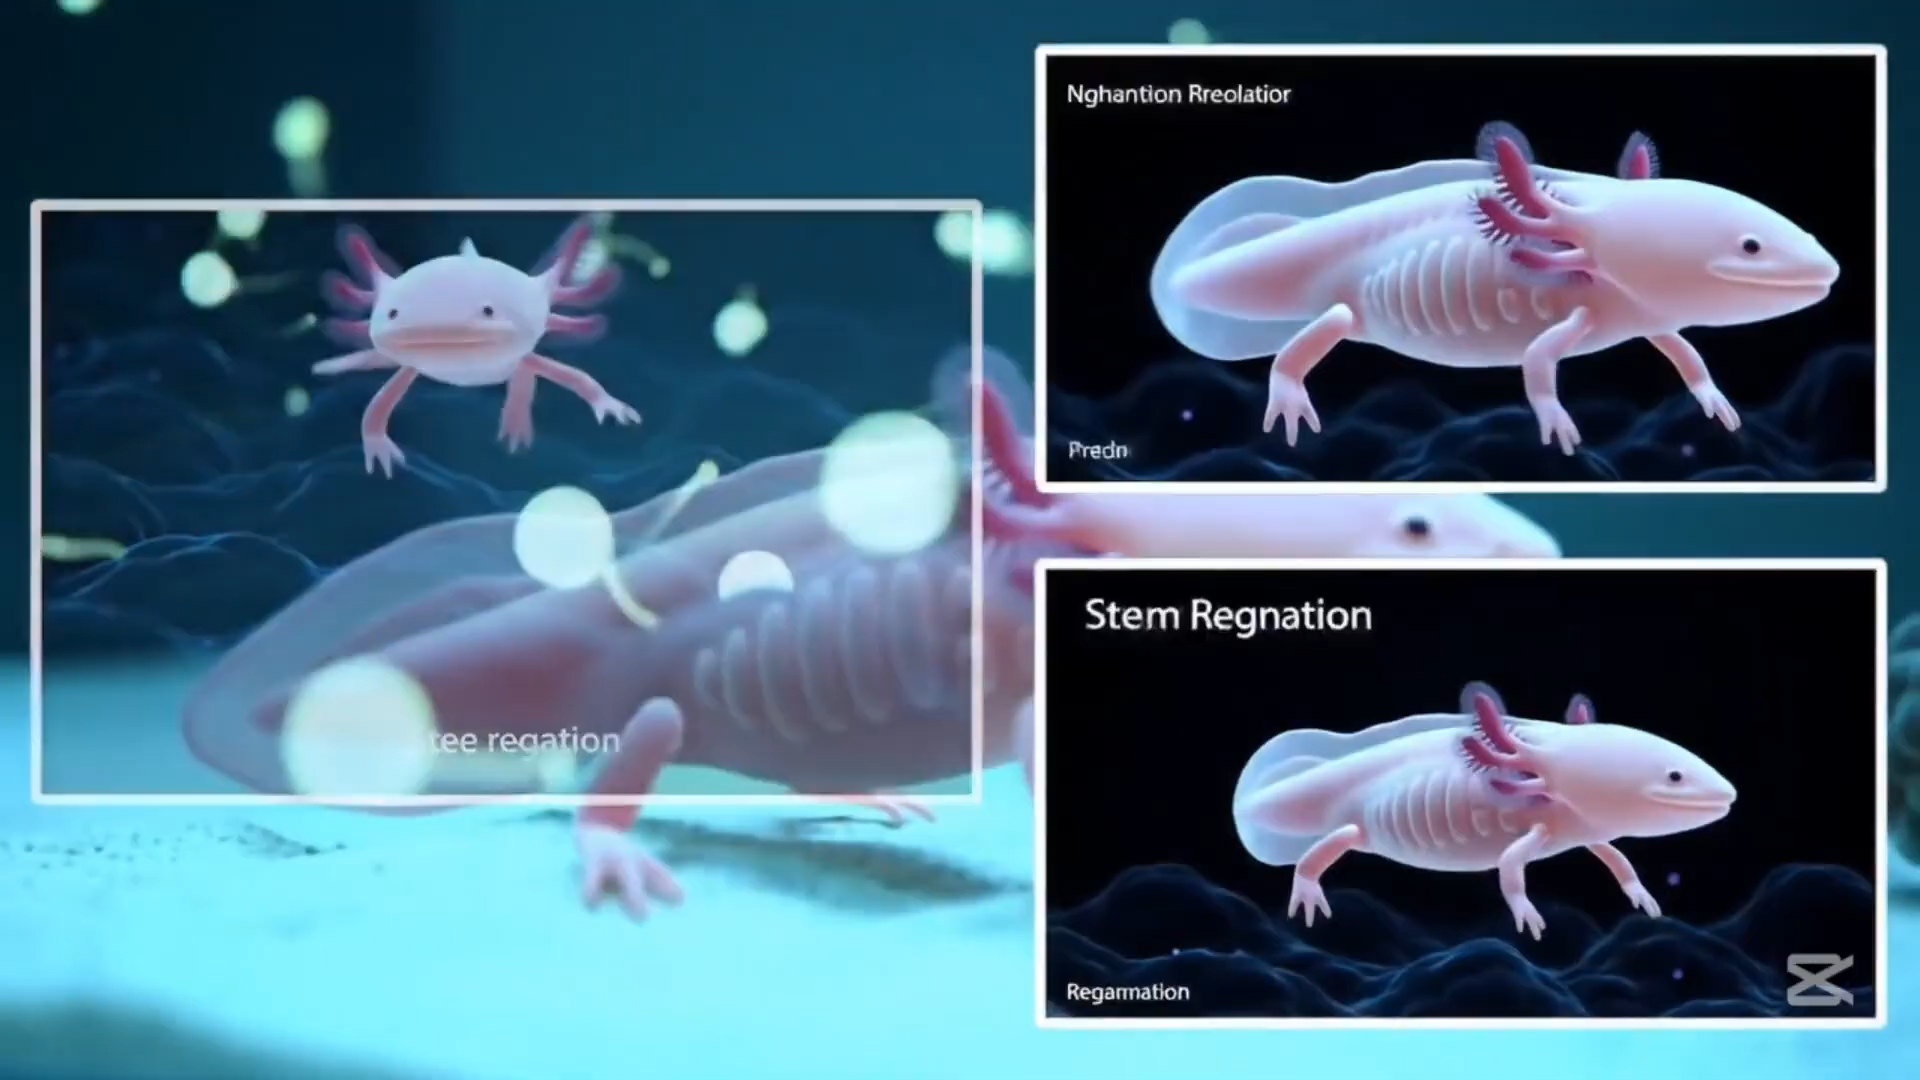 Nghantion Rreolatior
Predn
tee regation
Stem Regnation
Regarmation